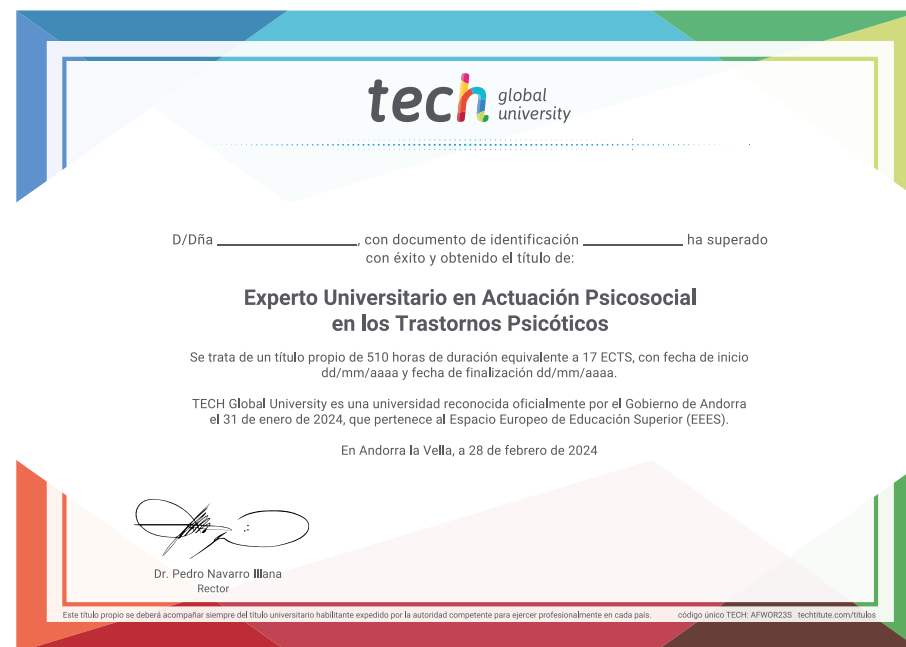 tech global university
D/Dña ____________________, con documento de identificación ______________ ha superado
con éxito y obtenido el título de:
Experto Universitario en Actuación Psicosocial
en los Trastornos Psicóticos
Se trata de un título propio de 510 horas de duración equivalente a 17 ECTS, con fecha de inicio
dd/mm/aaaa y fecha de finalización dd/mm/aaaa.
TECH Global University es una universidad reconocida oficialmente por el Gobierno de Andorra
el 31 de enero de 2024, que pertenece al Espacio Europeo de Educación Superior (EEES).
En Andorra la Vella, a 28 de febrero de 2024
Dr. Pedro Navarro Illana
Rector
Este título propio se deberá acompañar siempre del título universitario habilitante expedido por la autoridad competente para ejercer profesionalmente en cada país. código único TECH: AFWOR23S techtitute.com/titulos